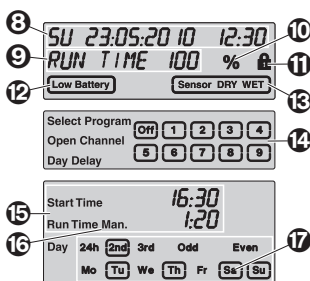 8 SU 23:05:20 10 12:30 10
9 RUN TIME 100 % 11
12 Low Battery Sensor DRY WET 13
Select Program Off 1 2 3 4
Open Channel 14
Day Delay 5 6 7 8 9
15 Start Time 16:30
16 Run Time Man. 1:20
Day 24h 2nd 3rd Odd Even 17
Mo Tu We Th Fr Sa Su